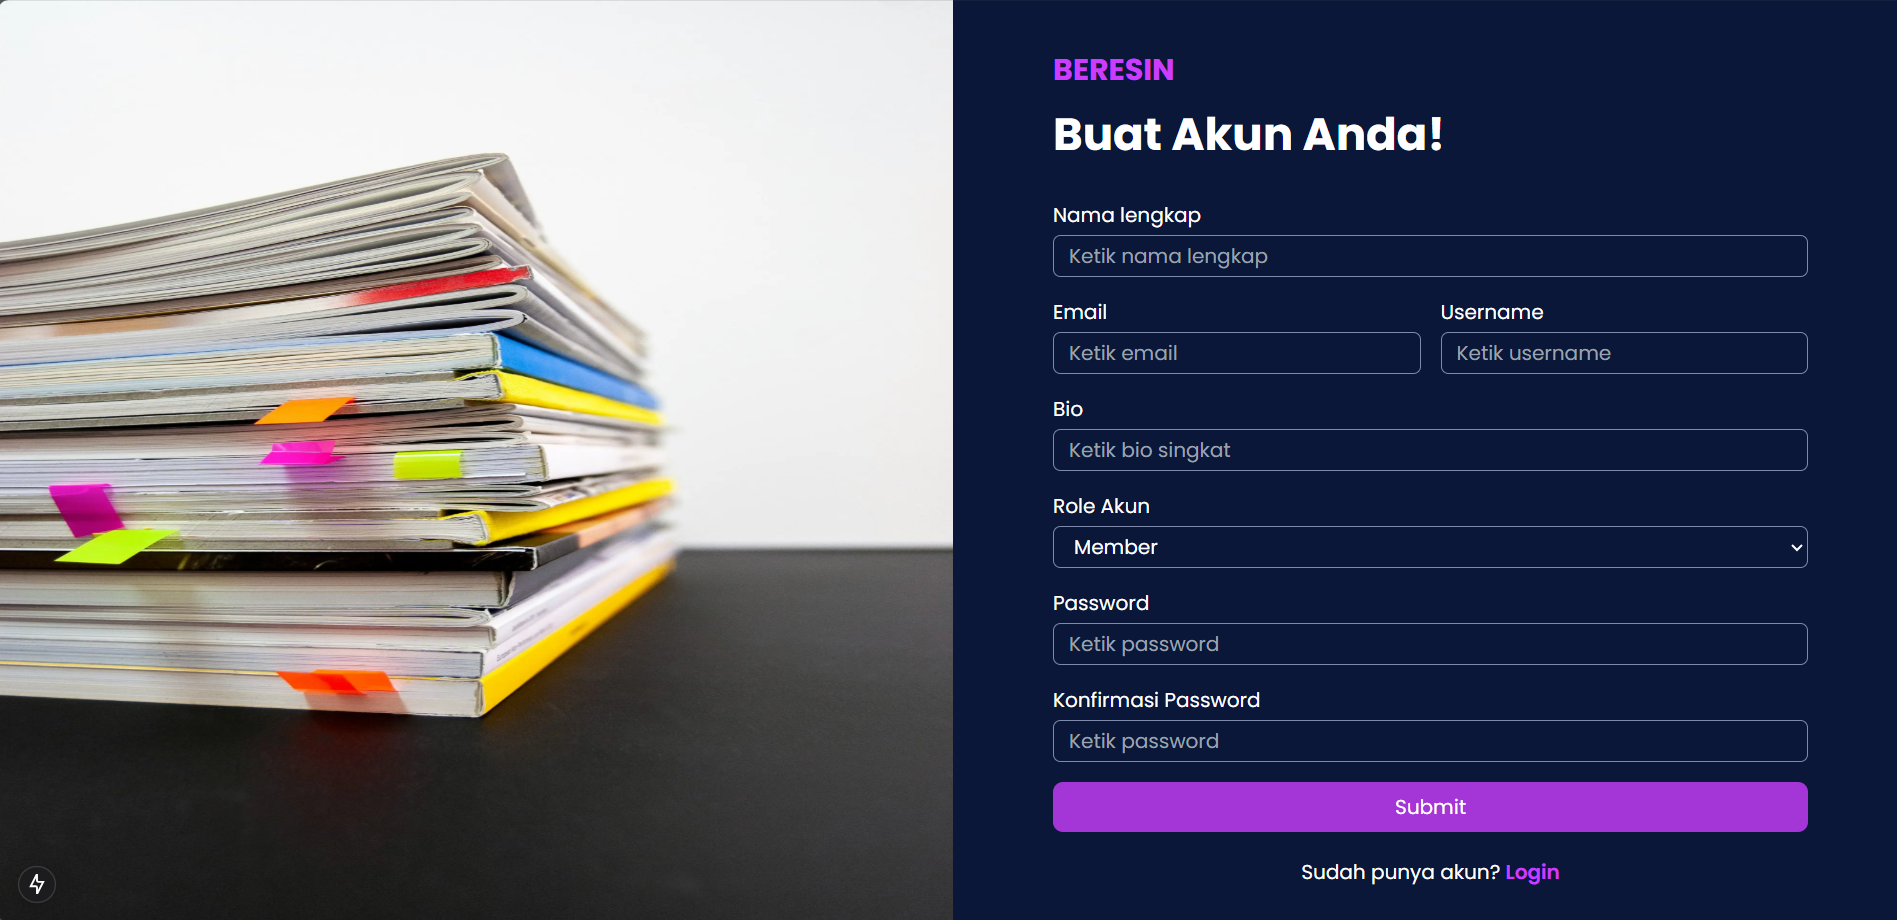 BERESIN
Buat Akun Anda!
Nama lengkap
Ketik nama lengkap
Email
Username
Ketik email
Ketik username
Bio
Ketik bio singkat
Role Akun
Member
Password
Ketik password
Konfirmasi Password
Ketik password
Submit
Sudah punya akun? Login